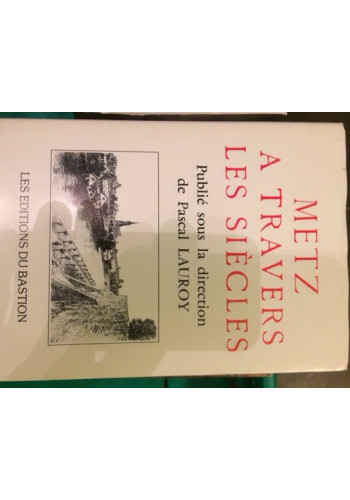 METZ
A TRAVERS
LES SIÈCLES
Publié sous la direction
de Pascal LAUROY
LES EDITIONS DU BASTION